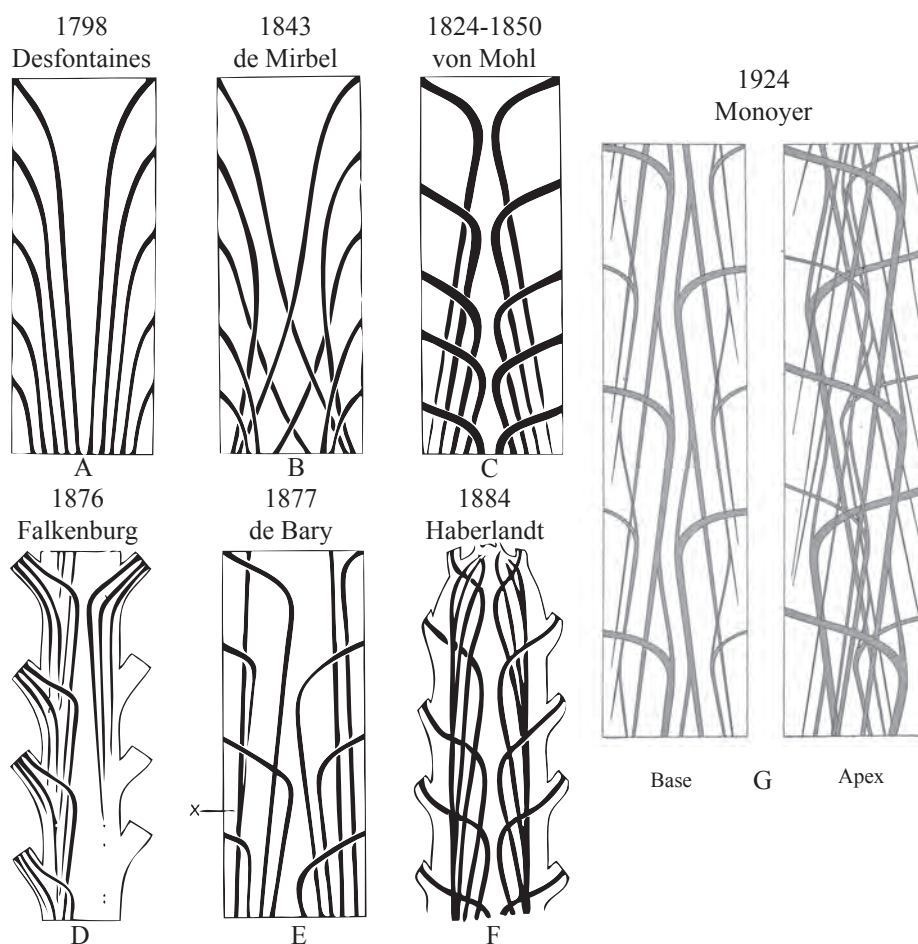 1798
Desfontaines
1843
de Mirbel
1824-1850
von Mohl
1924
Monoyer
A
B
C
1876
Falkenburg
1877
de Bary
1884
Haberlandt
x
D
E
F
Base
G
Apex